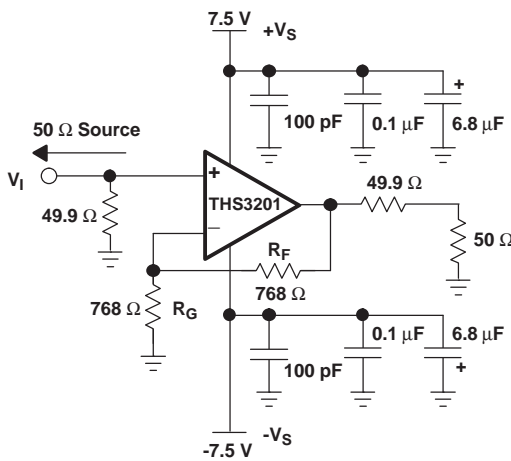 7.5 V
+VS
+
100 pF
0.1 µF
6.8 µF
50 Ω Source
VI
+
THS3201
−
49.9 Ω
49.9 Ω
50 Ω
RF
768 Ω
768 Ω
RG
0.1 µF
6.8 µF
100 pF
+
-7.5 V
-VS